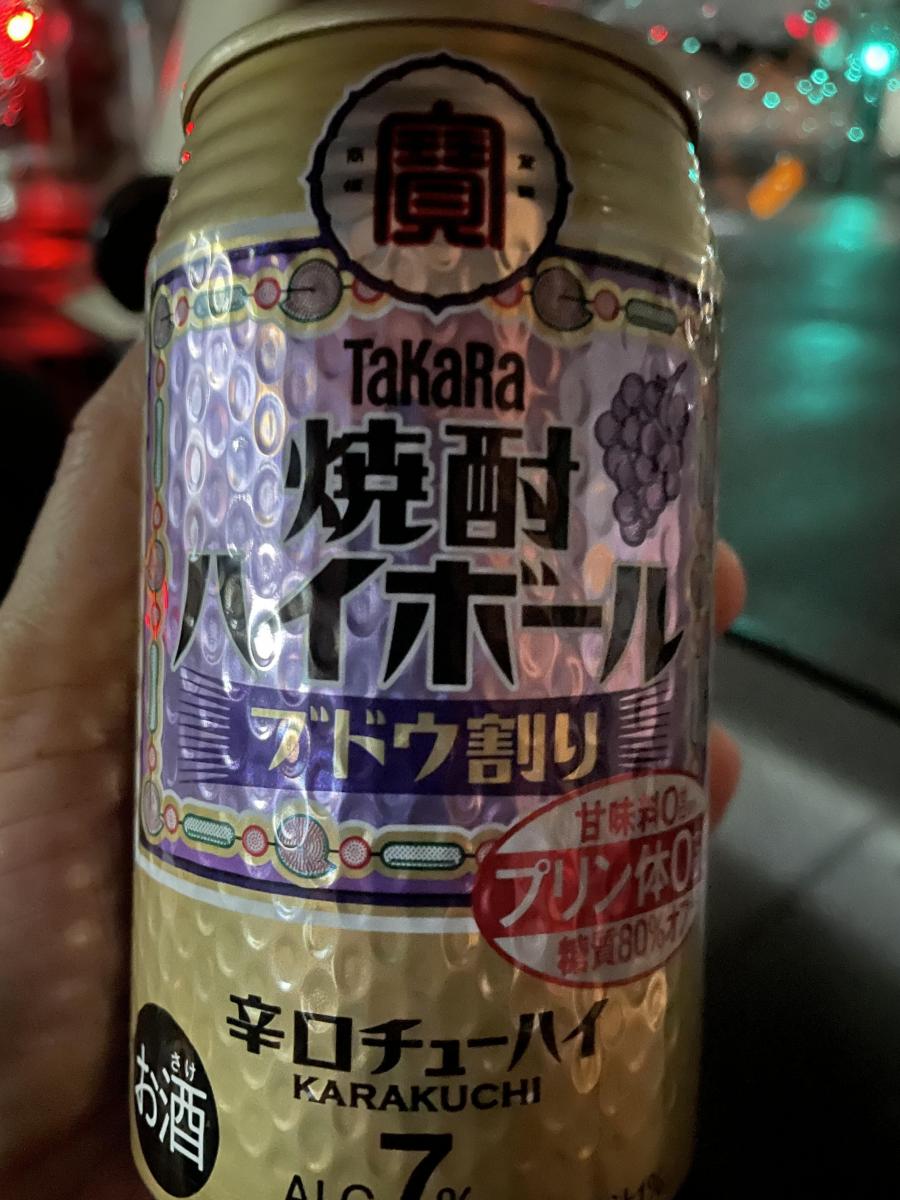 寳
TaKaRa
焼酎
ハイボール
ブドウ割り
甘味料0
プリン体0
糖質80%オフ
辛口チューハイ
KARAKUCHI
さけ
お酒
ALC 7%